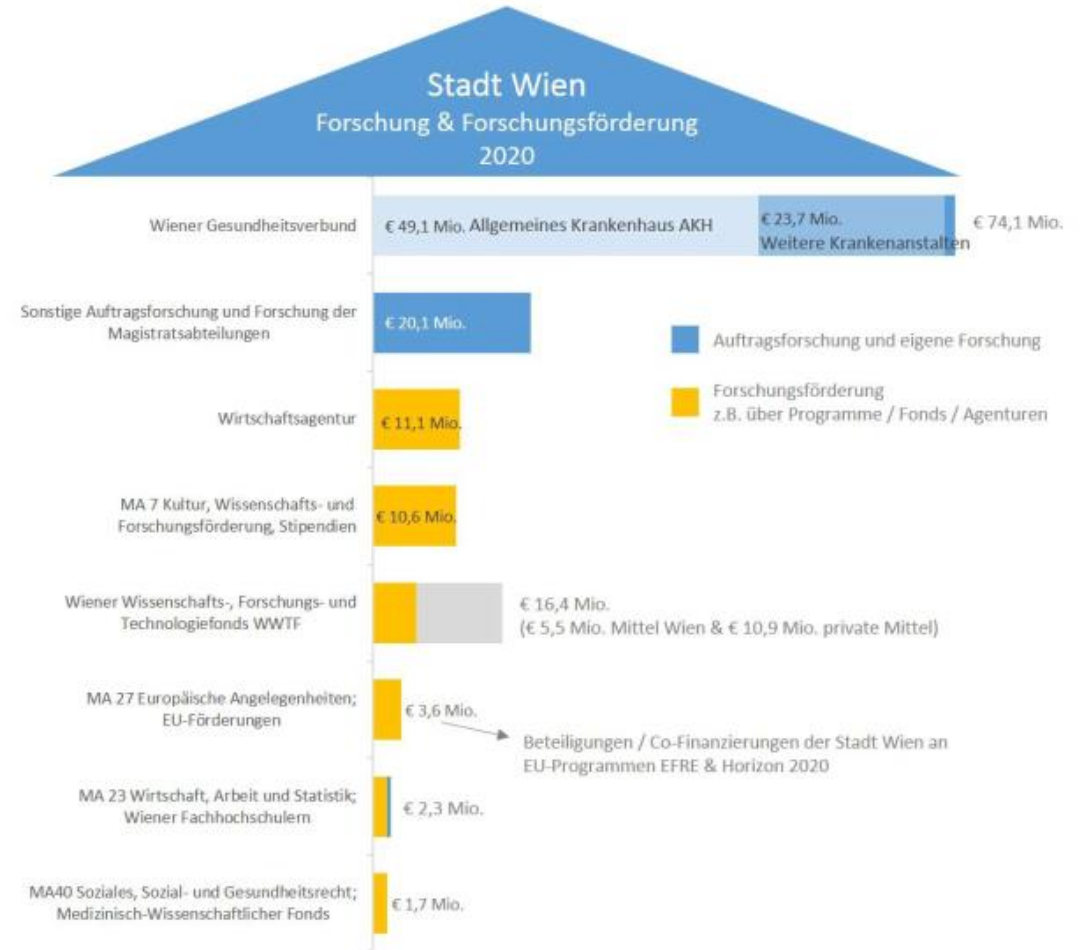 Stadt Wien
Forschung & Forschungsförderung
2020
Wiener Gesundheitsverbund
€ 49,1 Mio. Allgemeines Krankenhaus AKH
€ 23,7 Mio.
Weitere Krankenanstalten
€ 74,1 Mio.
Sonstige Auftragsforschung und Forschung der
Magistratsabteilungen
€ 20,1 Mio.
Auftragsforschung und eigene Forschung
Forschungsförderung
z.B. über Programme / Fonds / Agenturen
Wirtschaftsagentur
€ 11,1 Mio.
MA 7 Kultur, Wissenschafts- und
Forschungsförderung, Stipendien
€ 10,6 Mio.
Wiener Wissenschafts-, Forschungs- und
Technologiefonds WWTF
€ 16,4 Mio.
(€ 5,5 Mio. Mittel Wien & € 10,9 Mio. private Mittel)
MA 27 Europäische Angelegenheiten;
EU-Förderungen
€ 3,6 Mio.
Beteiligungen / Co-Finanzierungen der Stadt Wien an
EU-Programmen EFRE & Horizon 2020
MA 23 Wirtschaft, Arbeit und Statistik;
Wiener Fachhochschulern
€ 2,3 Mio.
MA40 Soziales, Sozial- und Gesundheitsrecht;
Medizinisch-Wissenschaftlicher Fonds
€ 1,7 Mio.